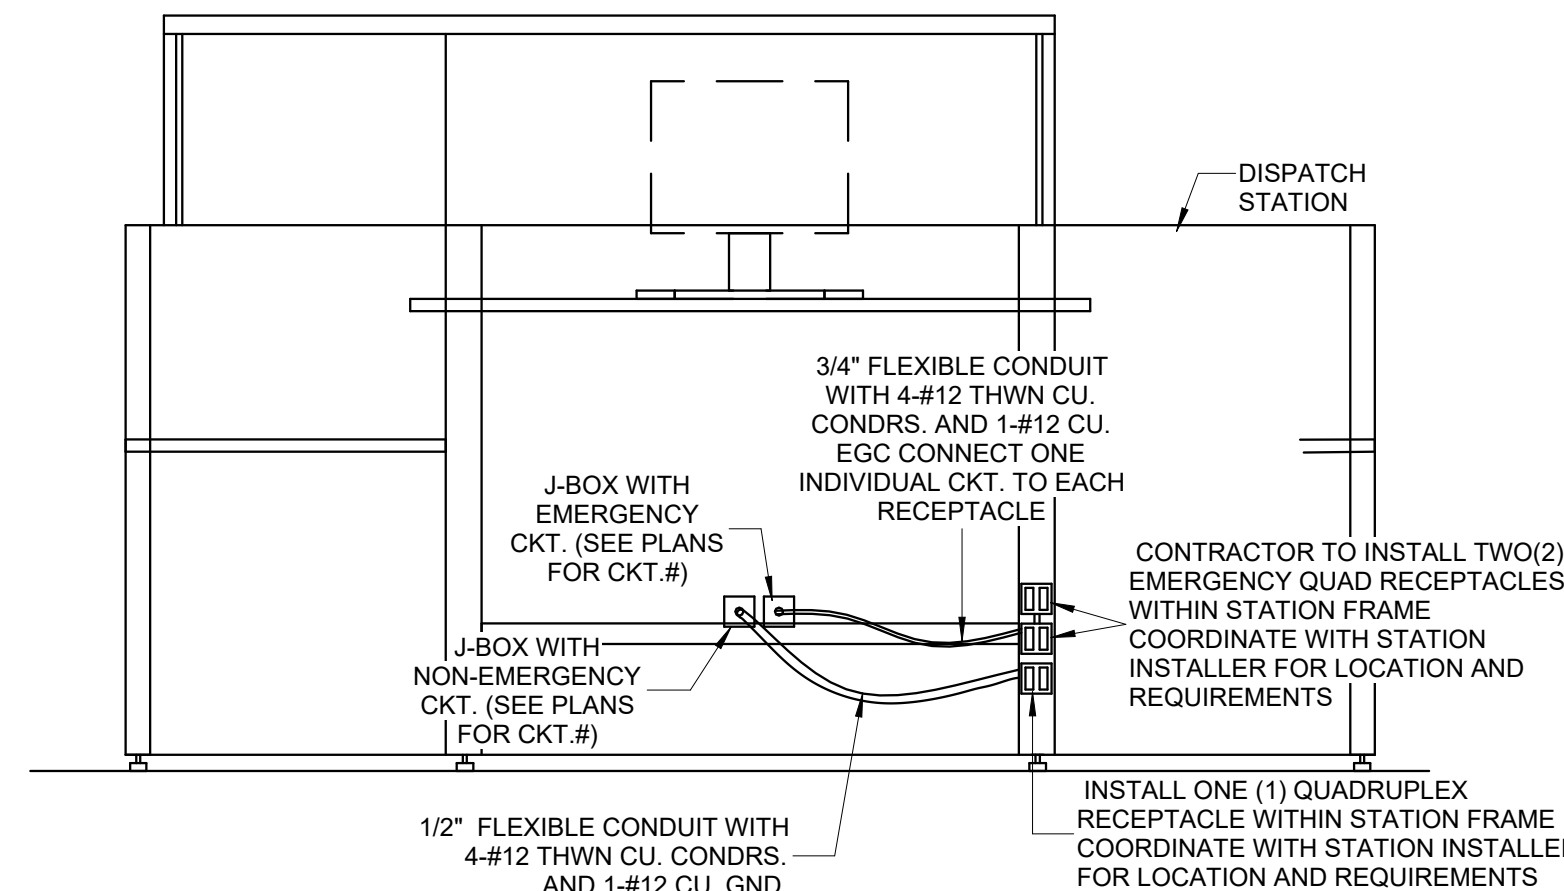 DISPATCH
STATION
3/4" FLEXIBLE CONDUIT
WITH 4-#12 THWN CU.
CONDRS. AND 1-#12 CU.
EGC CONNECT ONE
INDIVIDUAL CKT. TO EACH
RECEPTACLE
J-BOX WITH
EMERGENCY
CKT. (SEE PLANS
FOR CKT.#)
CONTRACTOR TO INSTALL TWO(2)
EMERGENCY QUAD RECEPTACLES
WITHIN STATION FRAME
COORDINATE WITH STATION
INSTALLER FOR LOCATION AND
REQUIREMENTS
J-BOX WITH
NON-EMERGENCY
CKT. (SEE PLANS
FOR CKT.#)
INSTALL ONE (1) QUADRUPLEX
RECEPTACLE WITHIN STATION FRAME
COORDINATE WITH STATION INSTALLER
FOR LOCATION AND REQUIREMENTS
1/2" FLEXIBLE CONDUIT WITH
4-#12 THWN CU. CONDRS.
AND 1-#12 CU. GND